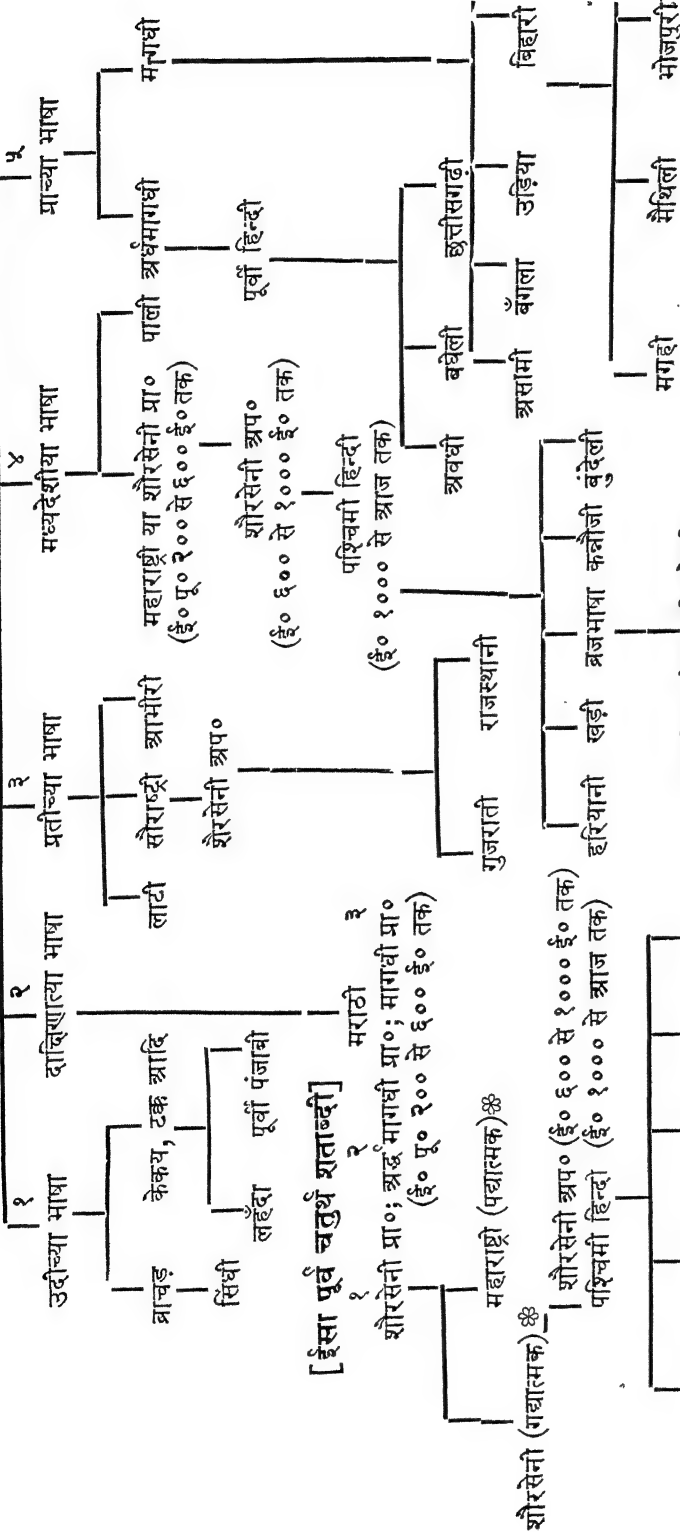 १ २ ३ ४ ५
उदीच्या भाषा दाक्षिणात्या भाषा प्रतीच्या भाषा मध्यदेशीया भाषा प्राच्या भाषा
ब्राचड़ केकय, टक्क आदि लाटी सौराष्ट्री आभीरी महाराष्ट्री या शौरसेनी प्रा० पाली अर्धमागधी मागधी
(ई० पू० २०० से ६०० ई० तक)
सिंधी शैरसेनी अप० शौरसेनी अप० पूर्वी हिन्दी
लहँदा पूर्वी पंजाबी (ई० ६०० से १००० ई० तक)
[ईसा पूर्व चतुर्थ शताब्दी] मराठी पश्चिमी हिन्दी
१ २ ३ (ई० १००० से आज तक)
शौरसेनी प्रा०; अर्द्ध मागधी प्रा०; मागधी प्रा०
(ई० पू० २०० से ६०० ई० तक) अवधी बघेली छत्तीसगढ़ी
गुजराती राजस्थानी
महाराष्ट्री (पद्यात्मक)❀
शौरसेनी (गद्यात्मक)❀ असामी बँगला उड़िया बिहारी
शौरसेनी अप० (ई० ६०० से १००० ई० तक)
पश्चिमी हिन्दी (ई० १००० से आज तक) हरियानी खड़ी ब्रजभाषा कन्नौजी बुंदेली
मगही मैथिली भोजपुरी